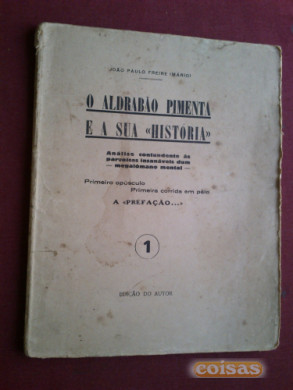 JOÃO PAULO FREIRE (MARIO)
O ALDRABÃO PIMENTA
E A SUA «HISTÓRIA»
Análise contundente às
parvoíces insanáveis dum
— megalómano mental —
Primeiro opúsculo
Primeira corrida em pêlo
A «PREFAÇÃO...»
1
EDIÇÃO DO AUTOR
coisas